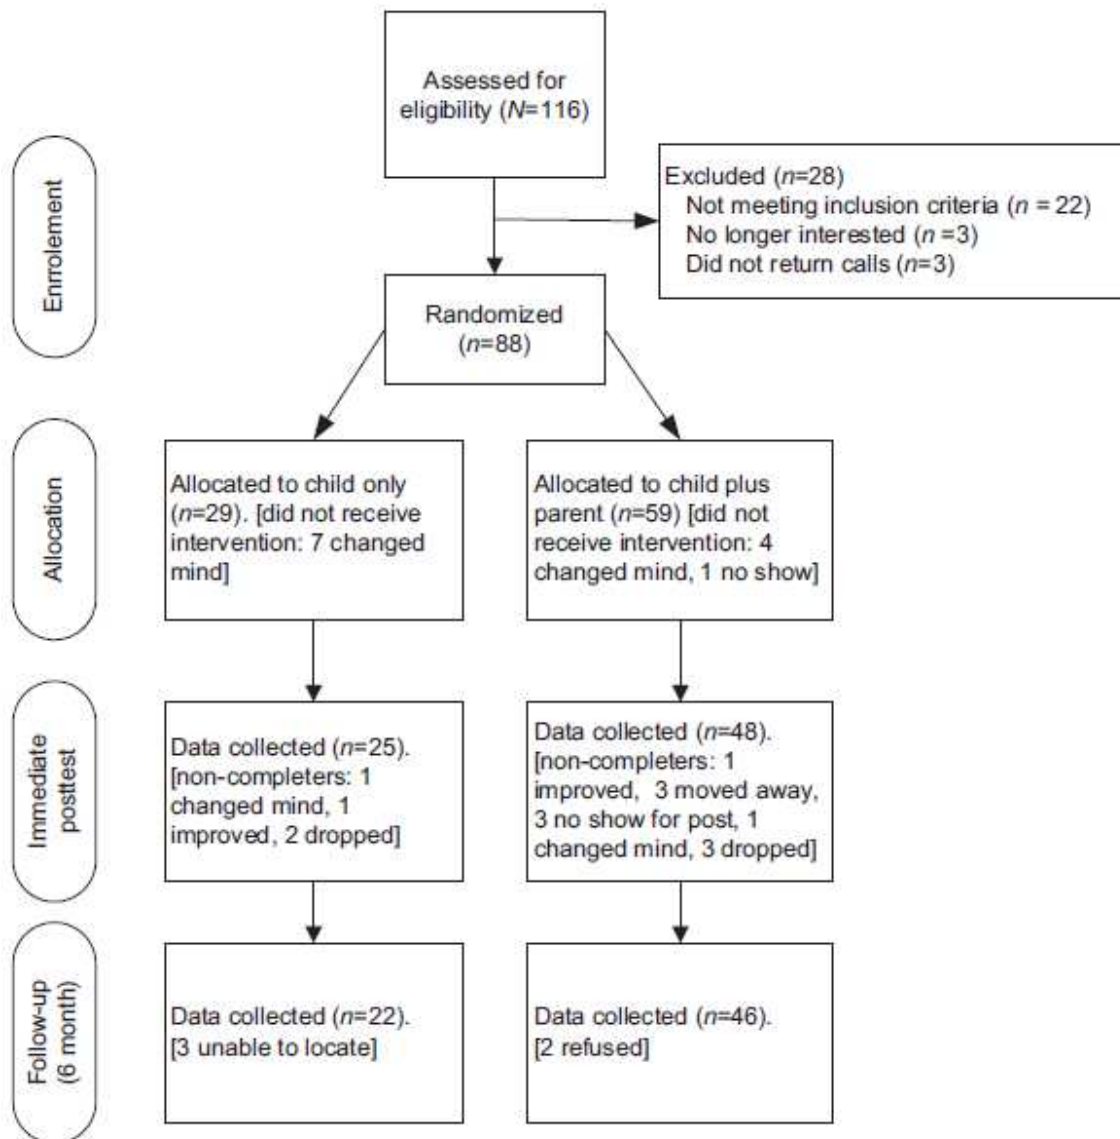 Assessed for
eligibility (N=116)
Enrrolement
Excluded (n=28)
Not meeting inclusion criteria (n = 22)
No longer interested (n =3)
Did not return calls (n=3)
Randomized
(n=88)
Allocation
Allocated to child only
(n=29). [did not receive
intervention: 7 changed
mind]
Allocated to child plus
parent (n=59) [did not
receive intervention: 4
changed mind, 1 no show]
Immediate
posttest
Data collected (n=25).
[non-completers: 1
changed mind, 1
improved, 2 dropped]
Data collected (n=48).
[non-completers: 1
improved, 3 moved away,
3 no show for post, 1
changed mind, 3 dropped]
Follow-up
(6 month)
Data collected (n=22).
[3 unable to locate]
Data collected (n=46).
[2 refused]